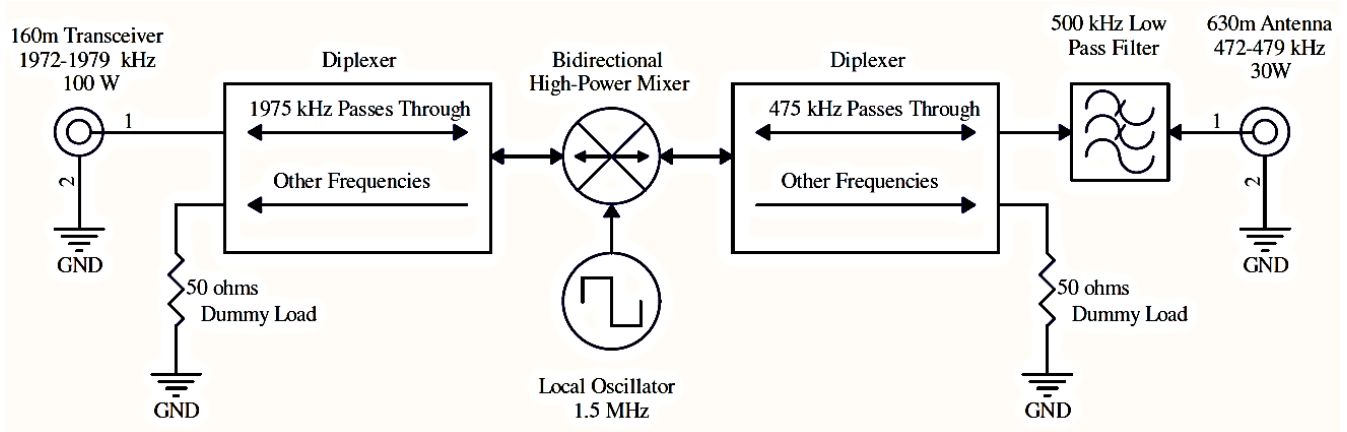 160m Transceiver
1972-1979 kHz
100 W
1
2
GND
50 ohms
Dummy Load
GND
Diplexer
1975 kHz Passes Through
Other Frequencies
Bidirectional
High-Power Mixer
Local Oscillator
1.5 MHz
Diplexer
475 kHz Passes Through
Other Frequencies
50 ohms
Dummy Load
GND
500 kHz Low
Pass Filter
630m Antenna
472-479 kHz
30W
1
2
GND